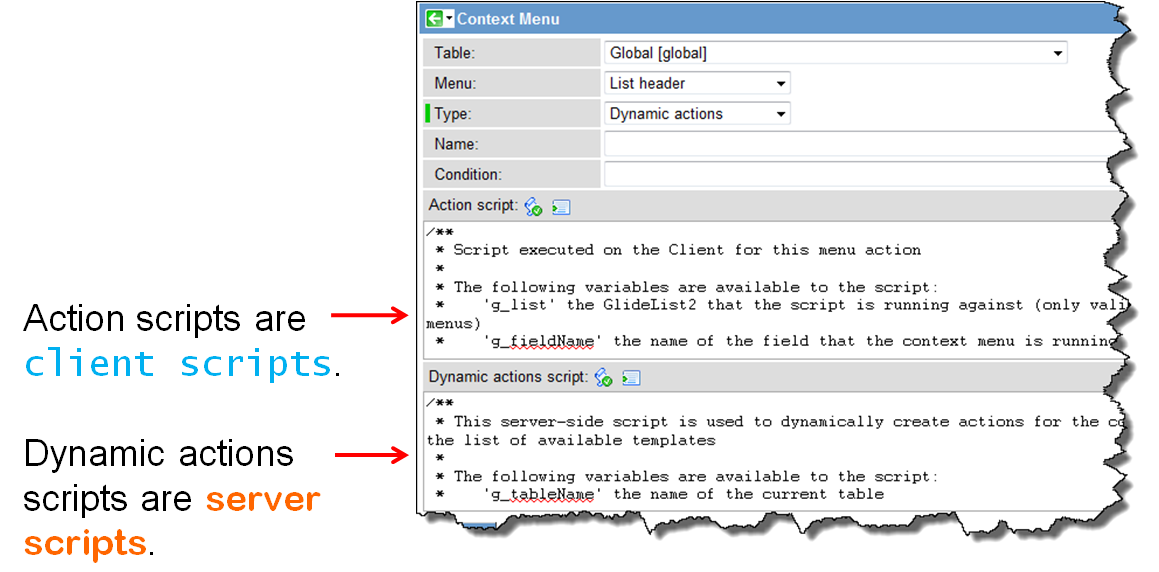 Context Menu
Table: Global [global]
Menu: List header
Type: Dynamic actions
Name:
Condition:
Action script:
/**
* Script executed on the Client for this menu action
*
* The following variables are available to the script:
* 'g_list' the GlideList2 that the script is running against (only vali
menus)
* 'g_fieldName' the name of the field that the context menu is running
Dynamic actions script:
/**
* This server-side script is used to dynamically create actions for the co
the list of available templates
*
* The following variables are available to the script:
* 'g_tableName' the name of the current table
Action scripts are
client scripts.
Dynamic actions
scripts are server
scripts.